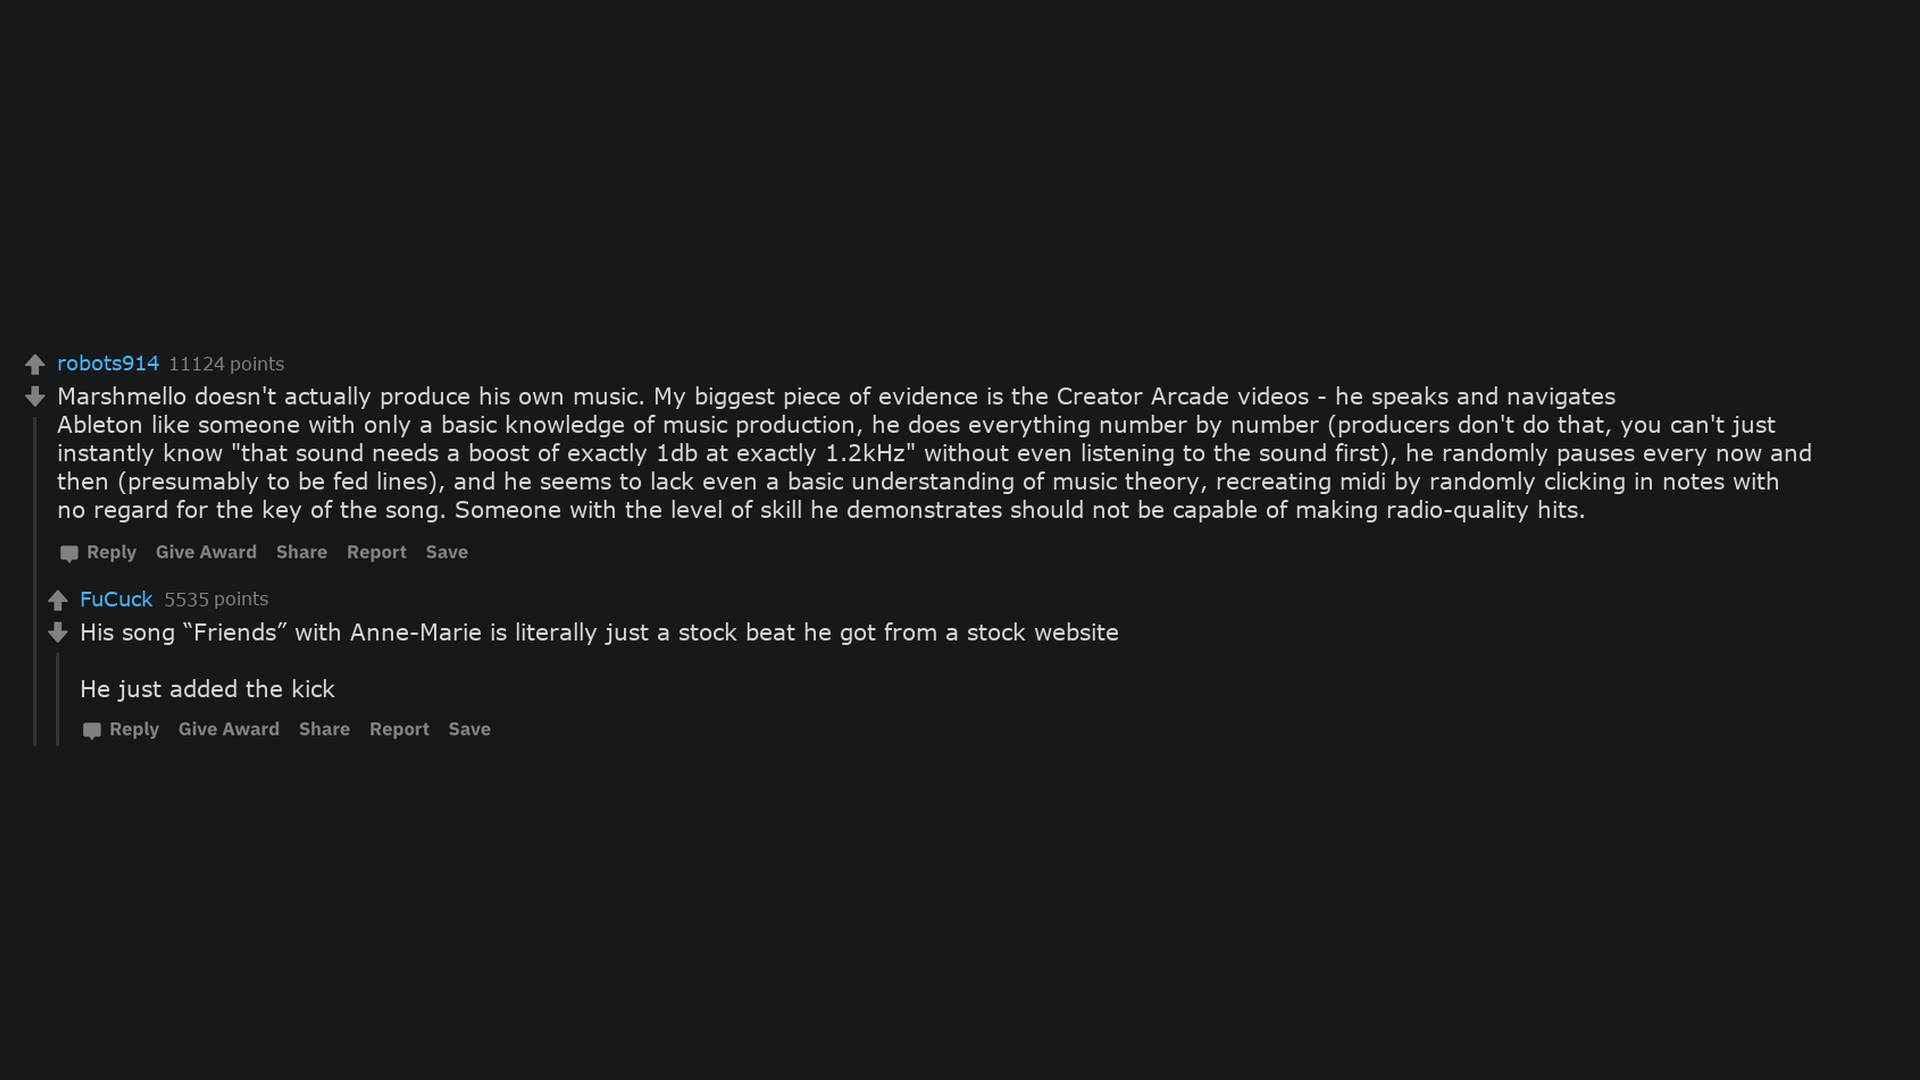 robots914 11124 points
Marshmello doesn't actually produce his own music. My biggest piece of evidence is the Creator Arcade videos - he speaks and navigates
Ableton like someone with only a basic knowledge of music production, he does everything number by number (producers don't do that, you can't just
instantly know "that sound needs a boost of exactly 1db at exactly 1.2kHz" without even listening to the sound first), he randomly pauses every now and
then (presumably to be fed lines), and he seems to lack even a basic understanding of music theory, recreating midi by randomly clicking in notes with
no regard for the key of the song. Someone with the level of skill he demonstrates should not be capable of making radio-quality hits.
Reply Give Award Share Report Save
FuCuck 5535 points
His song “Friends” with Anne-Marie is literally just a stock beat he got from a stock website
He just added the kick
Reply Give Award Share Report Save